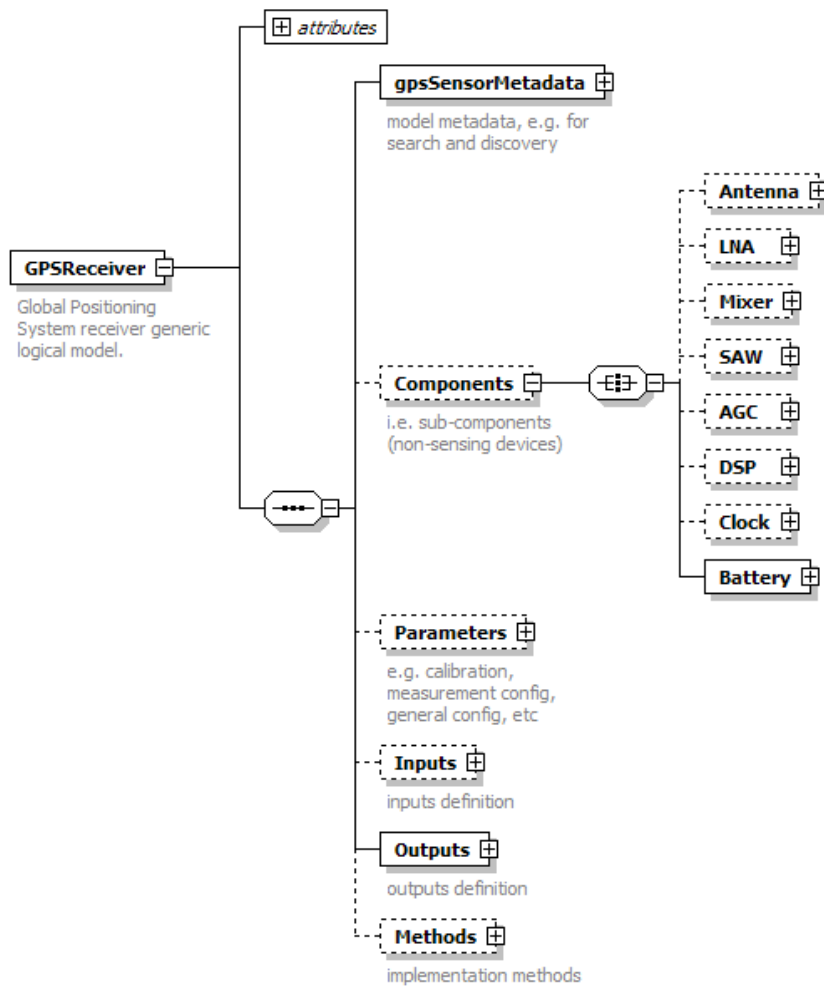 attributes
gpsSensorMetadata
model metadata, e.g. for
search and discovery
GPSReceiver
Global Positioning
System receiver generic
logical model.
Components
i.e. sub-components
(non-sensing devices)
Antenna
LNA
Mixer
SAW
AGC
DSP
Clock
Battery
Parameters
e.g. calibration,
measurement config,
general config, etc
Inputs
inputs definition
Outputs
outputs definition
Methods
implementation methods